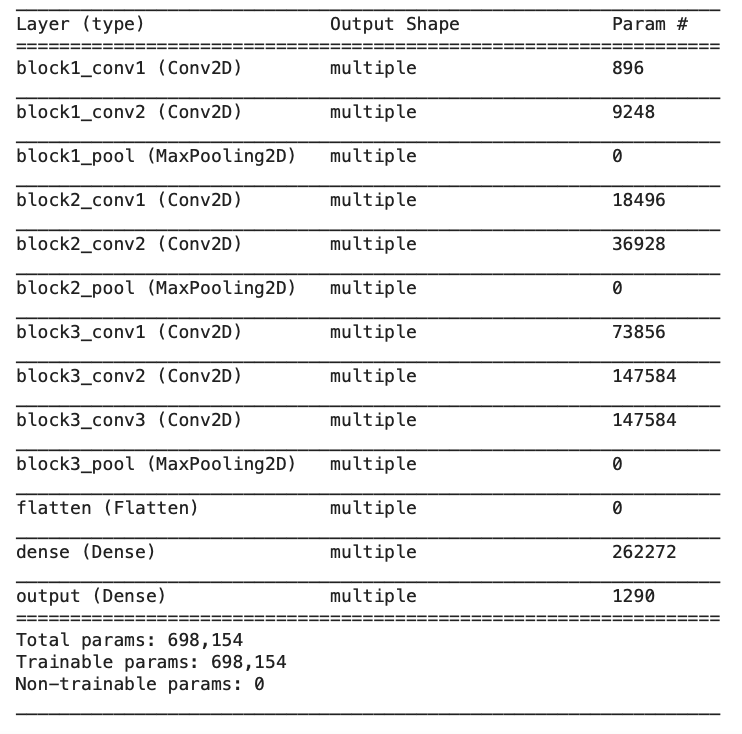 Layer (type) Output Shape Param #
=================================================================
block1_conv1 (Conv2D) multiple 896
block1_conv2 (Conv2D) multiple 9248
block1_pool (MaxPooling2D) multiple 0
block2_conv1 (Conv2D) multiple 18496
block2_conv2 (Conv2D) multiple 36928
block2_pool (MaxPooling2D) multiple 0
block3_conv1 (Conv2D) multiple 73856
block3_conv2 (Conv2D) multiple 147584
block3_conv3 (Conv2D) multiple 147584
block3_pool (MaxPooling2D) multiple 0
flatten (Flatten) multiple 0
dense (Dense) multiple 262272
output (Dense) multiple 1290
=================================================================
Total params: 698,154
Trainable params: 698,154
Non-trainable params: 0